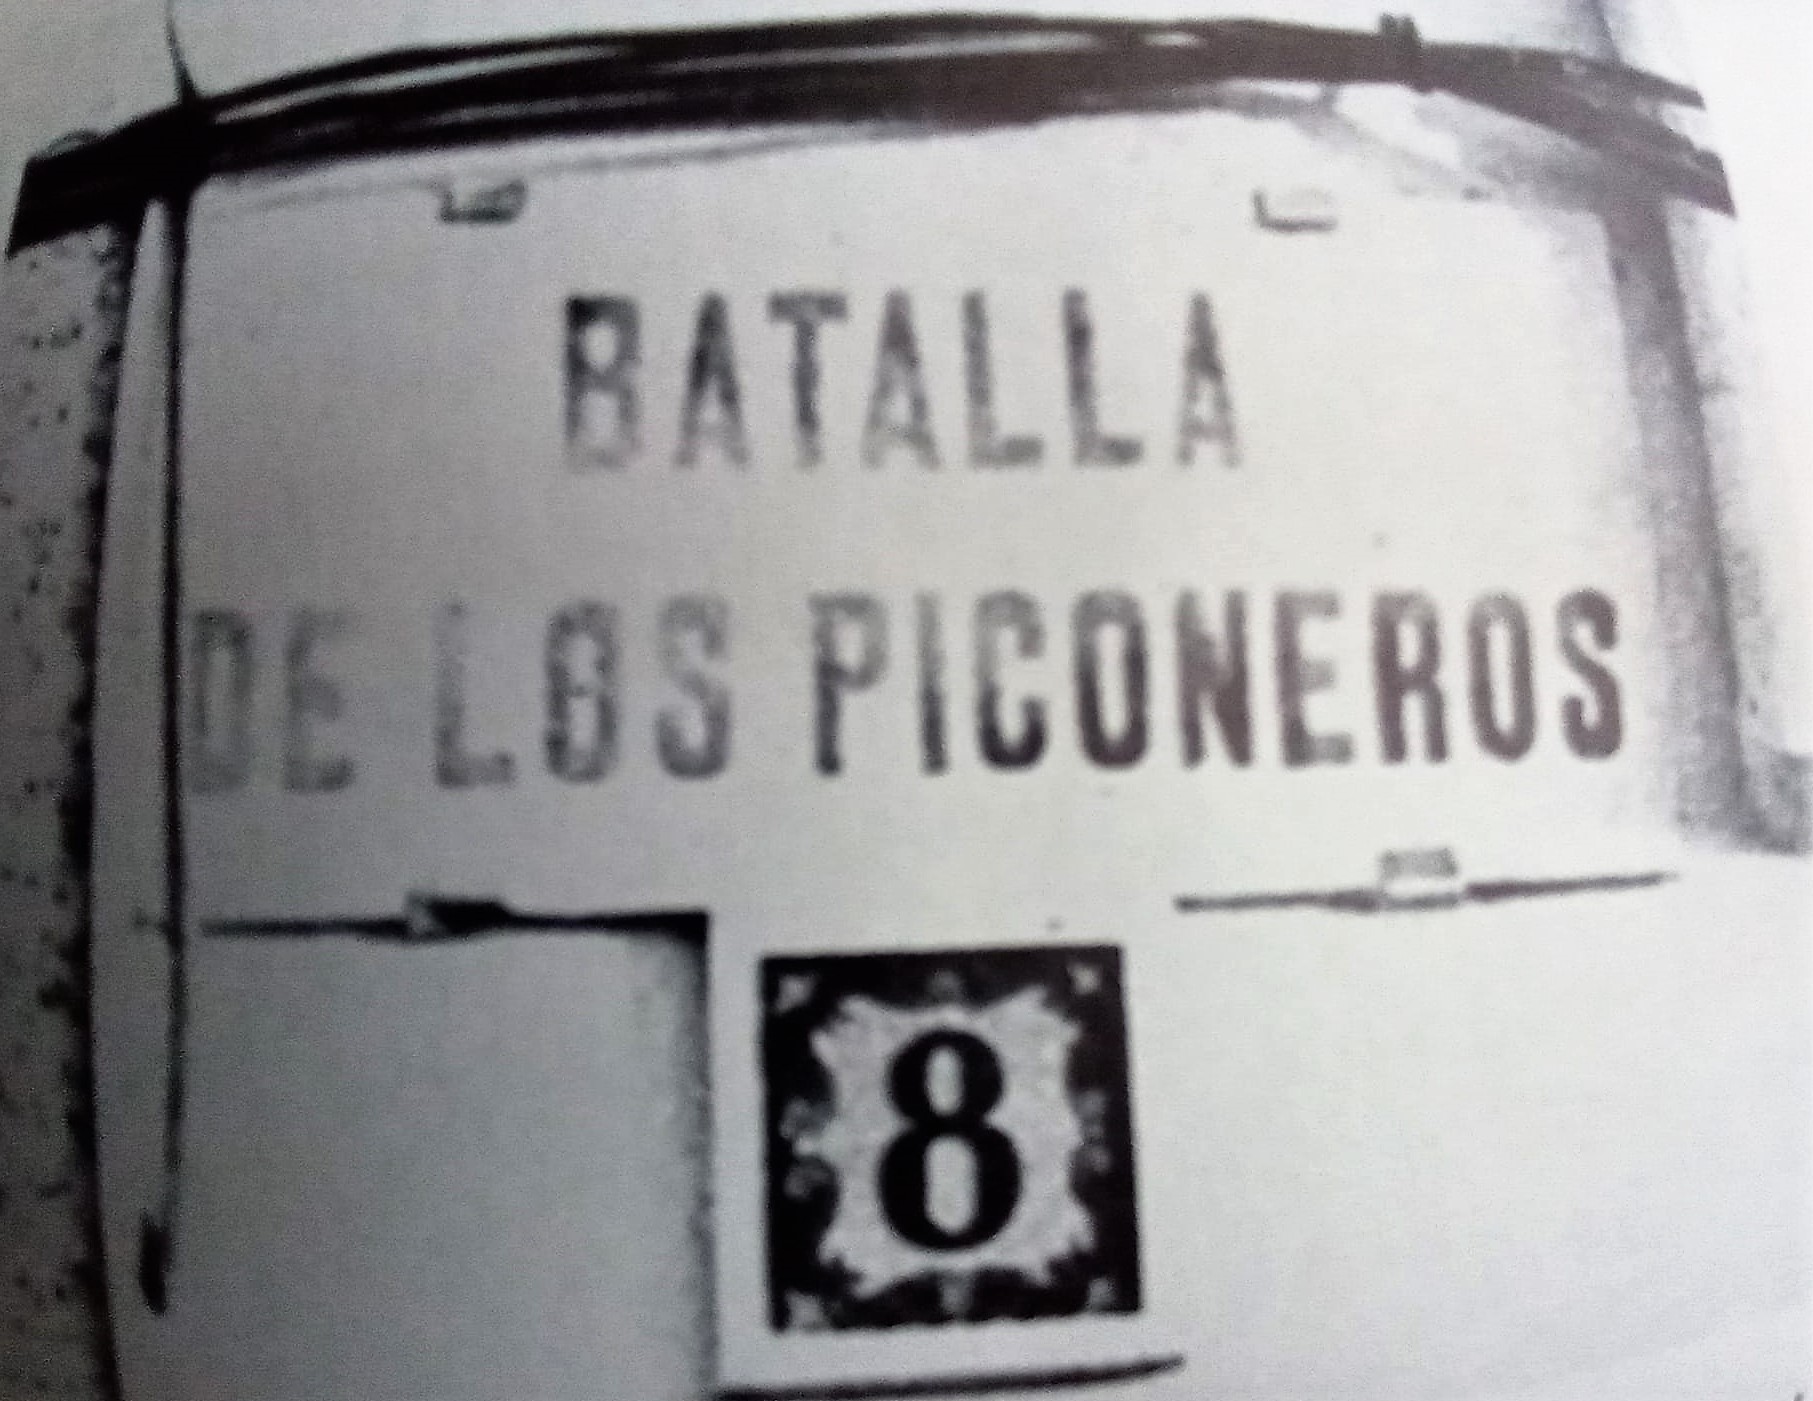 BATALLA
DE LOS PICONEROS
8